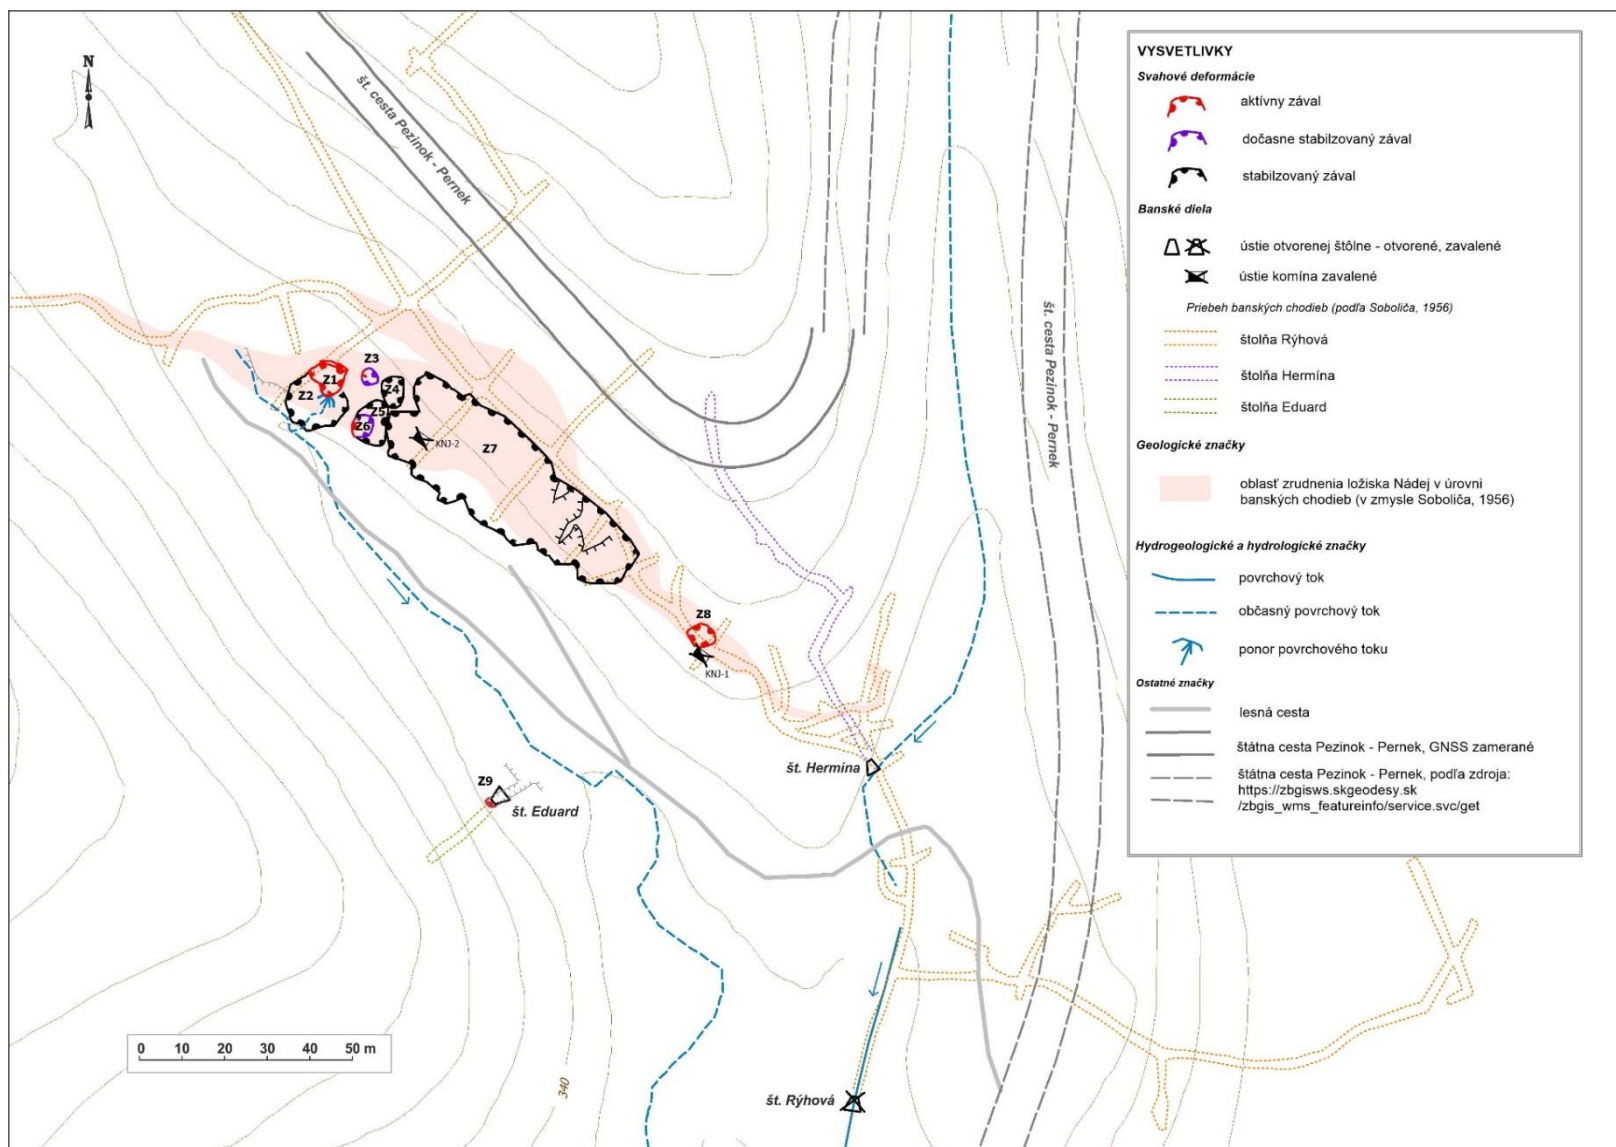 N
št. cesta Pezinok - Pernek
št. cesta Pezinok - Pernek
Z3
Z1
Z2
Z4
Z5
Z6
KNJ-2
Z7
Z8
KNJ-1
št. Hermína
Z9
št. Eduard
0 10 20 30 40 50 m
340
št. Rýhová
VYSVETLIVKY
Svahové deformácie
aktívny zával
dočasne stabilzovaný zával
stabilzovaný zával
Banské diela
ústie otvorenej štôlne - otvorené, zavalené
ústie komína zavalené
Priebeh banských chodieb (podľa Soboliča, 1956)
štolňa Rýhová
štolňa Hermína
štolňa Eduard
Geologické značky
oblasť zrudnenia ložiska Nádej v úrovni
banských chodieb (v zmysle Soboliča, 1956)
Hydrogeologické a hydrologické značky
povrchový tok
občasný povrchový tok
ponor povrchového toku
Ostatné značky
lesná cesta
štátna cesta Pezinok - Pernek, GNSS zamerané
štátna cesta Pezinok - Pernek, podľa zdroja:
https://zbgisws.skgeodesy.sk
/zbgis_wms_featureinfo/service.svc/get